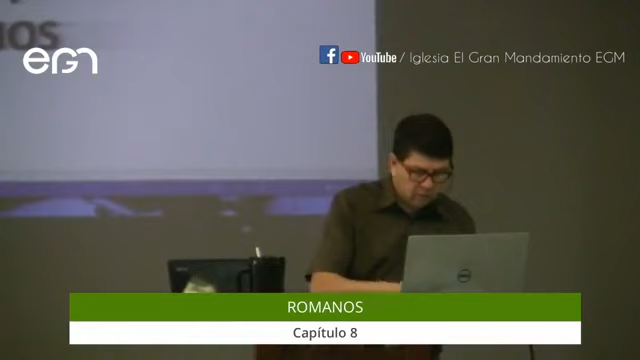 egm
YouTube / Iglesia El Gran Mandamiento EGM
DELL
ROMANOS
Capítulo 8